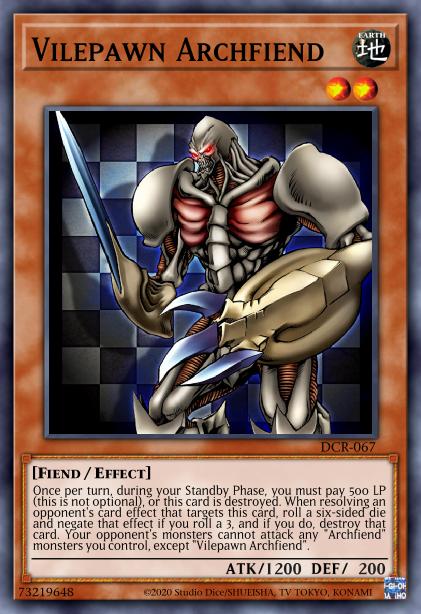 VILEPAWN ARCHFIEND
EARTH
地
DCR-067
[FIEND / EFFECT]
Once per turn, during your Standby Phase, you must pay 500 LP
(this is not optional), or this card is destroyed. When resolving an
opponent's card effect that targets this card, roll a six-sided die
and negate that effect if you roll a 3, and if you do, destroy that
card. Your opponent's monsters cannot attack any "Archfiend"
monsters you control, except "Vilepawn Archfiend".
ATK/1200 DEF/ 200
73219648
©2020 Studio Dice/SHUEISHA, TV TOKYO, KONAMI